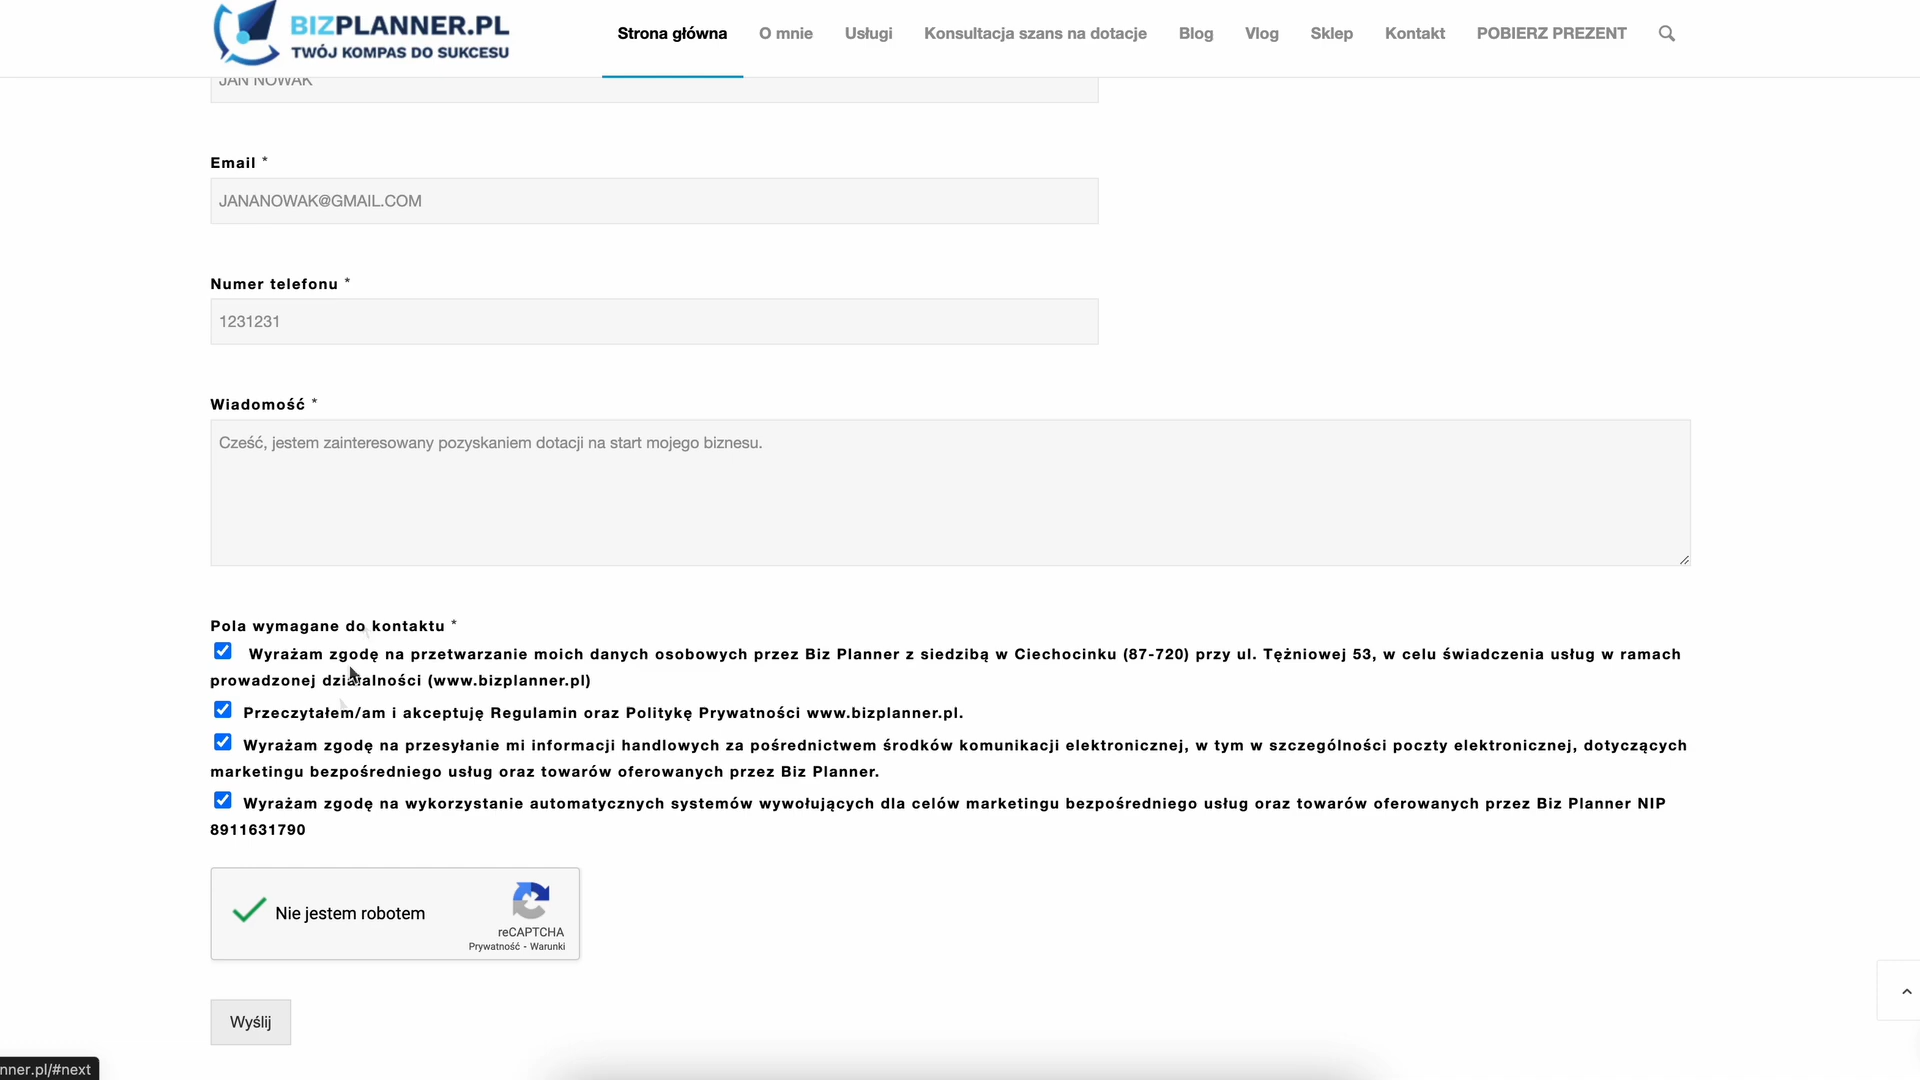 BIZPLANNER.PL
TWÓJ KOMPAS DO SUKCESU
Strona główna O mnie Usługi Konsultacja szans na dotacje Blog Vlog Sklep Kontakt POBIERZ PREZENT
JAN NOWAK
Email *
JANANOWAK@GMAIL.COM
Numer telefonu *
1231231
Wiadomość *
Cześć, jestem zainteresowany pozyskaniem dotacji na start mojego biznesu.
Pola wymagane do kontaktu *
Wyrażam zgodę na przetwarzanie moich danych osobowych przez Biz Planner z siedzibą w Ciechocinku (87-720) przy ul. Tężniowej 53, w celu świadczenia usług w ramach
prowadzonej działalności (www.bizplanner.pl)
Przeczytałem/am i akceptuję Regulamin oraz Politykę Prywatności www.bizplanner.pl.
Wyrażam zgodę na przesyłanie mi informacji handlowych za pośrednictwem środków komunikacji elektronicznej, w tym w szczególności poczty elektronicznej, dotyczących
marketingu bezpośredniego usług oraz towarów oferowanych przez Biz Planner.
Wyrażam zgodę na wykorzystanie automatycznych systemów wywołujących dla celów marketingu bezpośredniego usług oraz towarów oferowanych przez Biz Planner NIP
8911631790
Nie jestem robotem
reCAPTCHA
Prywatność - Warunki
Wyślij
nner.pl/#next